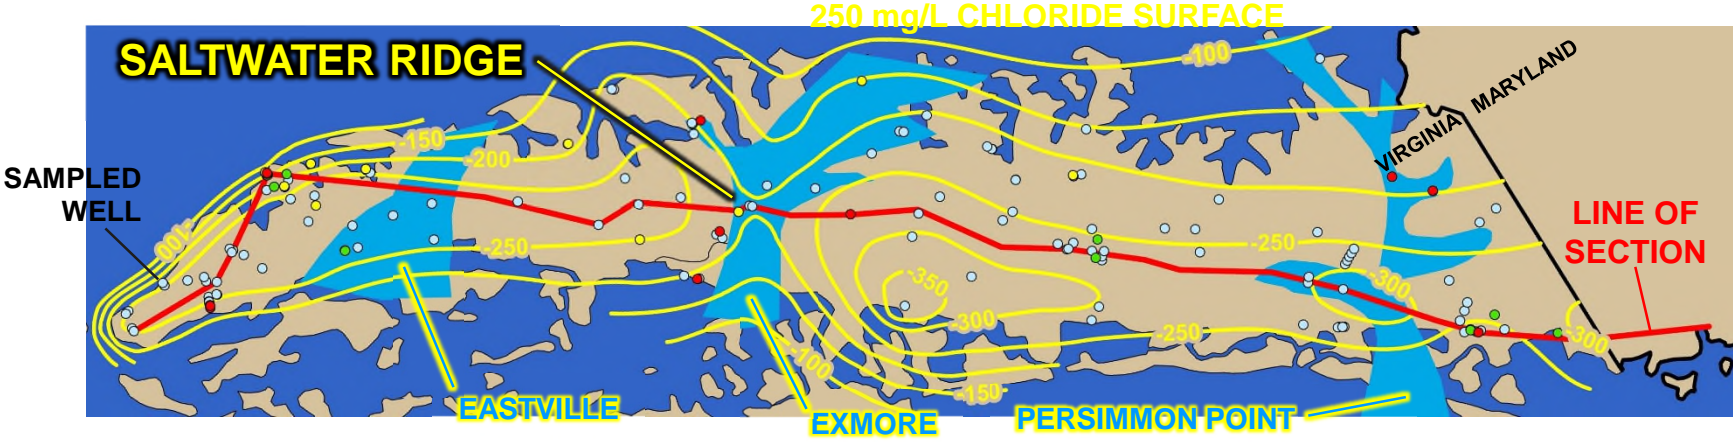 250 mg/L CHLORIDE SURFACE
SALTWATER RIDGE
-100
VIRGINIA MARYLAND
-150
-200
SAMPLED
WELL
-100
-250
-250
LINE OF
SECTION
-350
-300
-300
-250
-300
-100
-150
EASTVILLE
EXMORE
PERSIMMON POINT